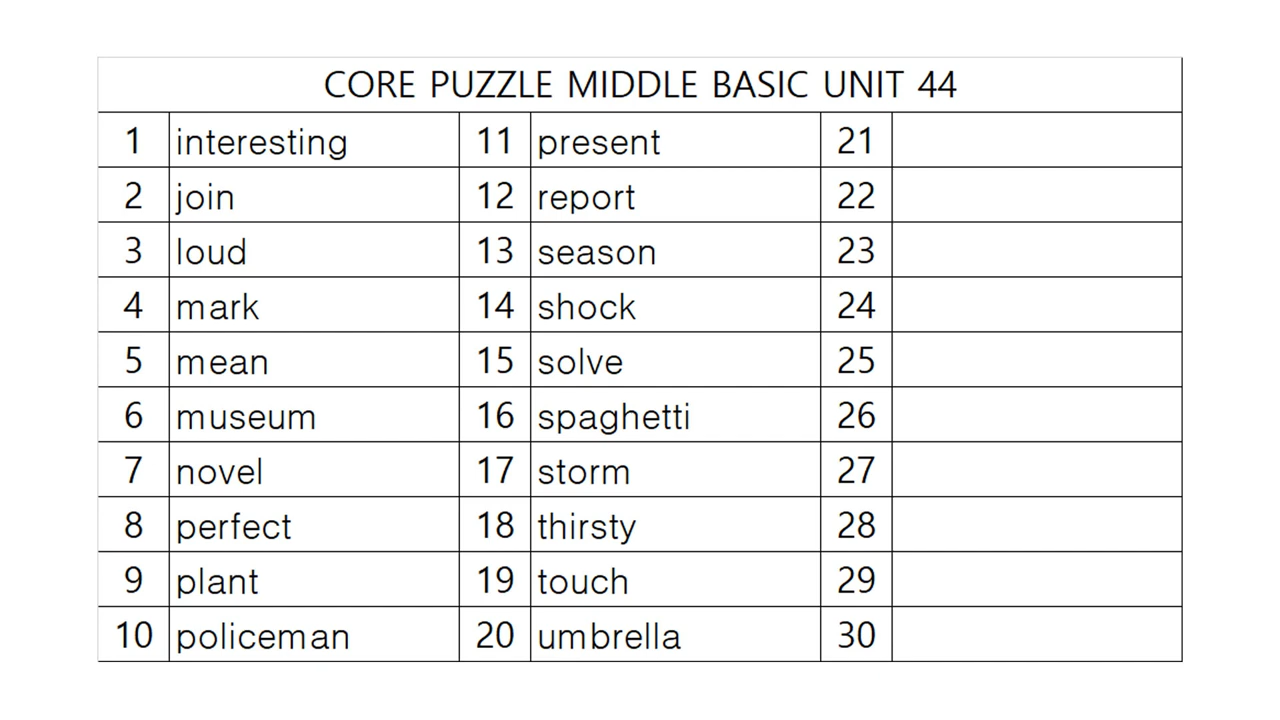 CORE PUZZLE MIDDLE BASIC UNIT 44
1 interesting 11 present 21
2 join 12 report 22
3 loud 13 season 23
4 mark 14 shock 24
5 mean 15 solve 25
6 museum 16 spaghetti 26
7 novel 17 storm 27
8 perfect 18 thirsty 28
9 plant 19 touch 29
10 policeman 20 umbrella 30